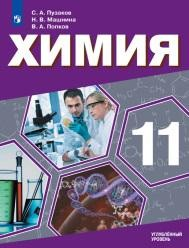 С. А. Пузаков
Н. В. Машнина
В. А. Попков
ХИМИЯ
11
УГЛУБЛЁННЫЙ
УРОВЕНЬ